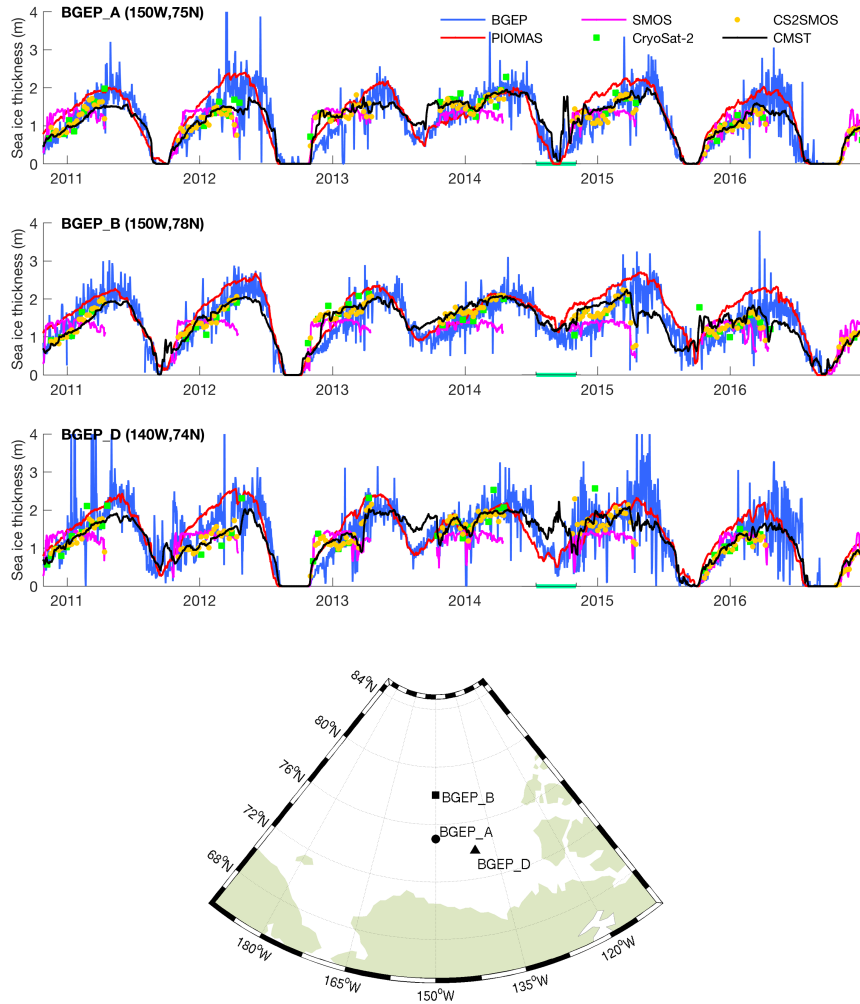 BGEP_A (150W,75N)
BGEP
PIOMAS
SMOS
CryoSat-2
CS2SMOS
CMST
Sea ice thickness (m)
4
3
2
1
0
2011
2012
2013
2014
2015
2016
BGEP_B (150W,78N)
Sea ice thickness (m)
4
3
2
1
0
2011
2012
2013
2014
2015
2016
BGEP_D (140W,74N)
Sea ice thickness (m)
4
3
2
1
0
2011
2012
2013
2014
2015
2016
84°N
80°N
76°N
72°N
68°N
BGEP_B
BGEP_A
BGEP_D
180°W
165°W
150°W
135°W
120°W